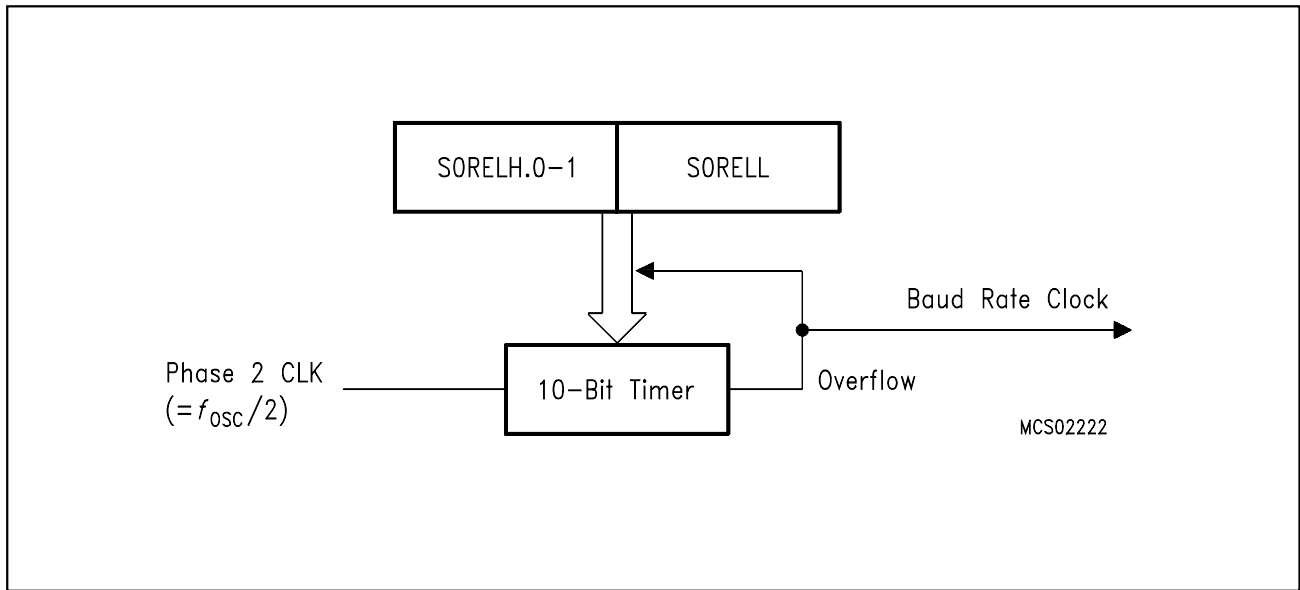 S0RELH.0-1
S0RELL
Baud Rate Clock
Phase 2 CLK
(=fOSC/2)
10-Bit Timer
Overflow
MCS02222